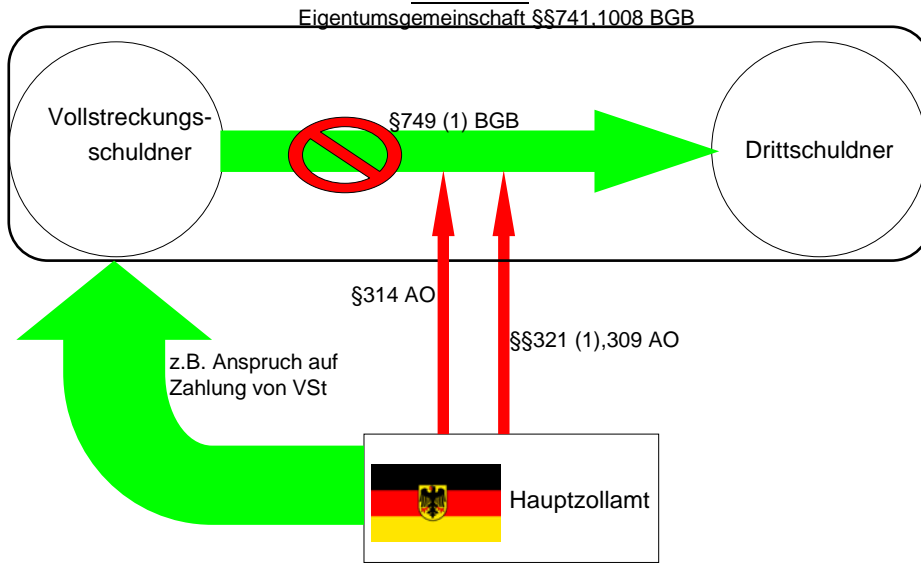 Eigentumsgemeinschaft §§741,1008 BGB
Vollstreckungs-
schuldner
§749 (1) BGB
Drittschuldner
§314 AO
§§321 (1),309 AO
z.B. Anspruch auf
Zahlung von VSt
Hauptzollamt